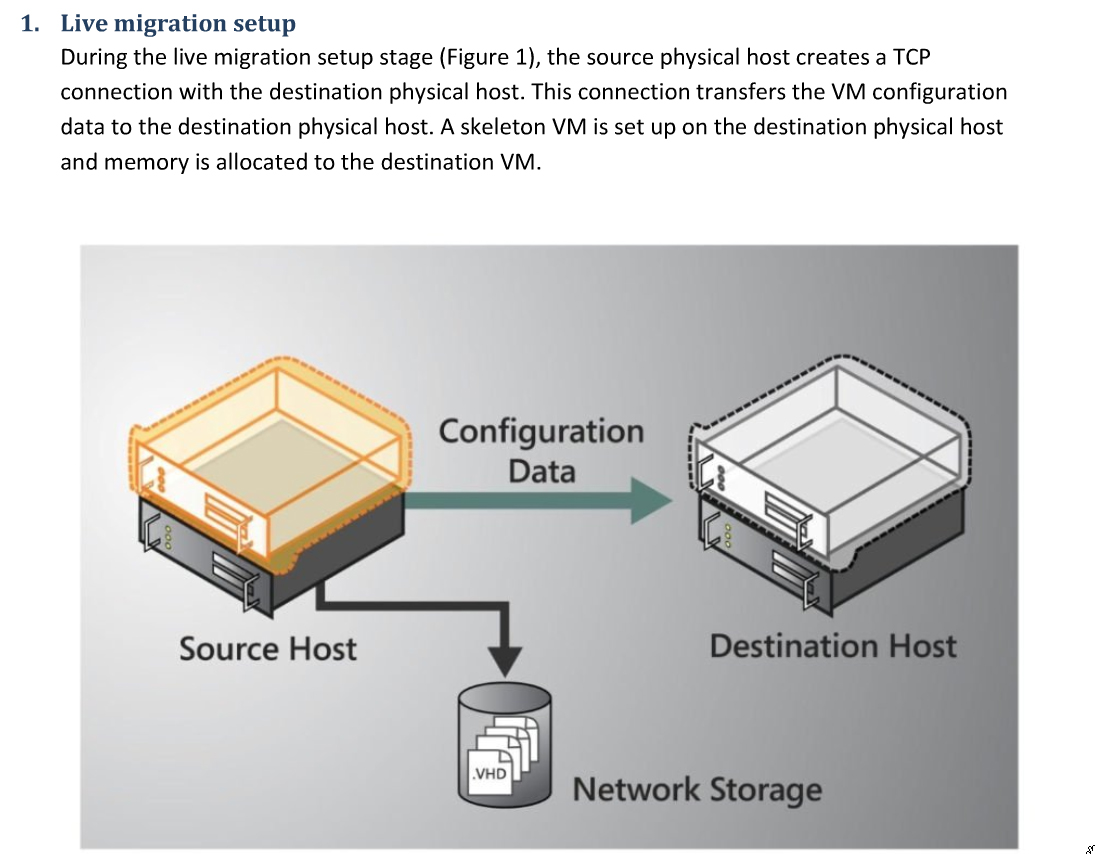 1. Live migration setup
During the live migration setup stage (Figure 1), the source physical host creates a TCP
connection with the destination physical host. This connection transfers the VM configuration
data to the destination physical host. A skeleton VM is set up on the destination physical host
and memory is allocated to the destination VM.
Configuration
Data
Source Host
Destination Host
.VHD
Network Storage